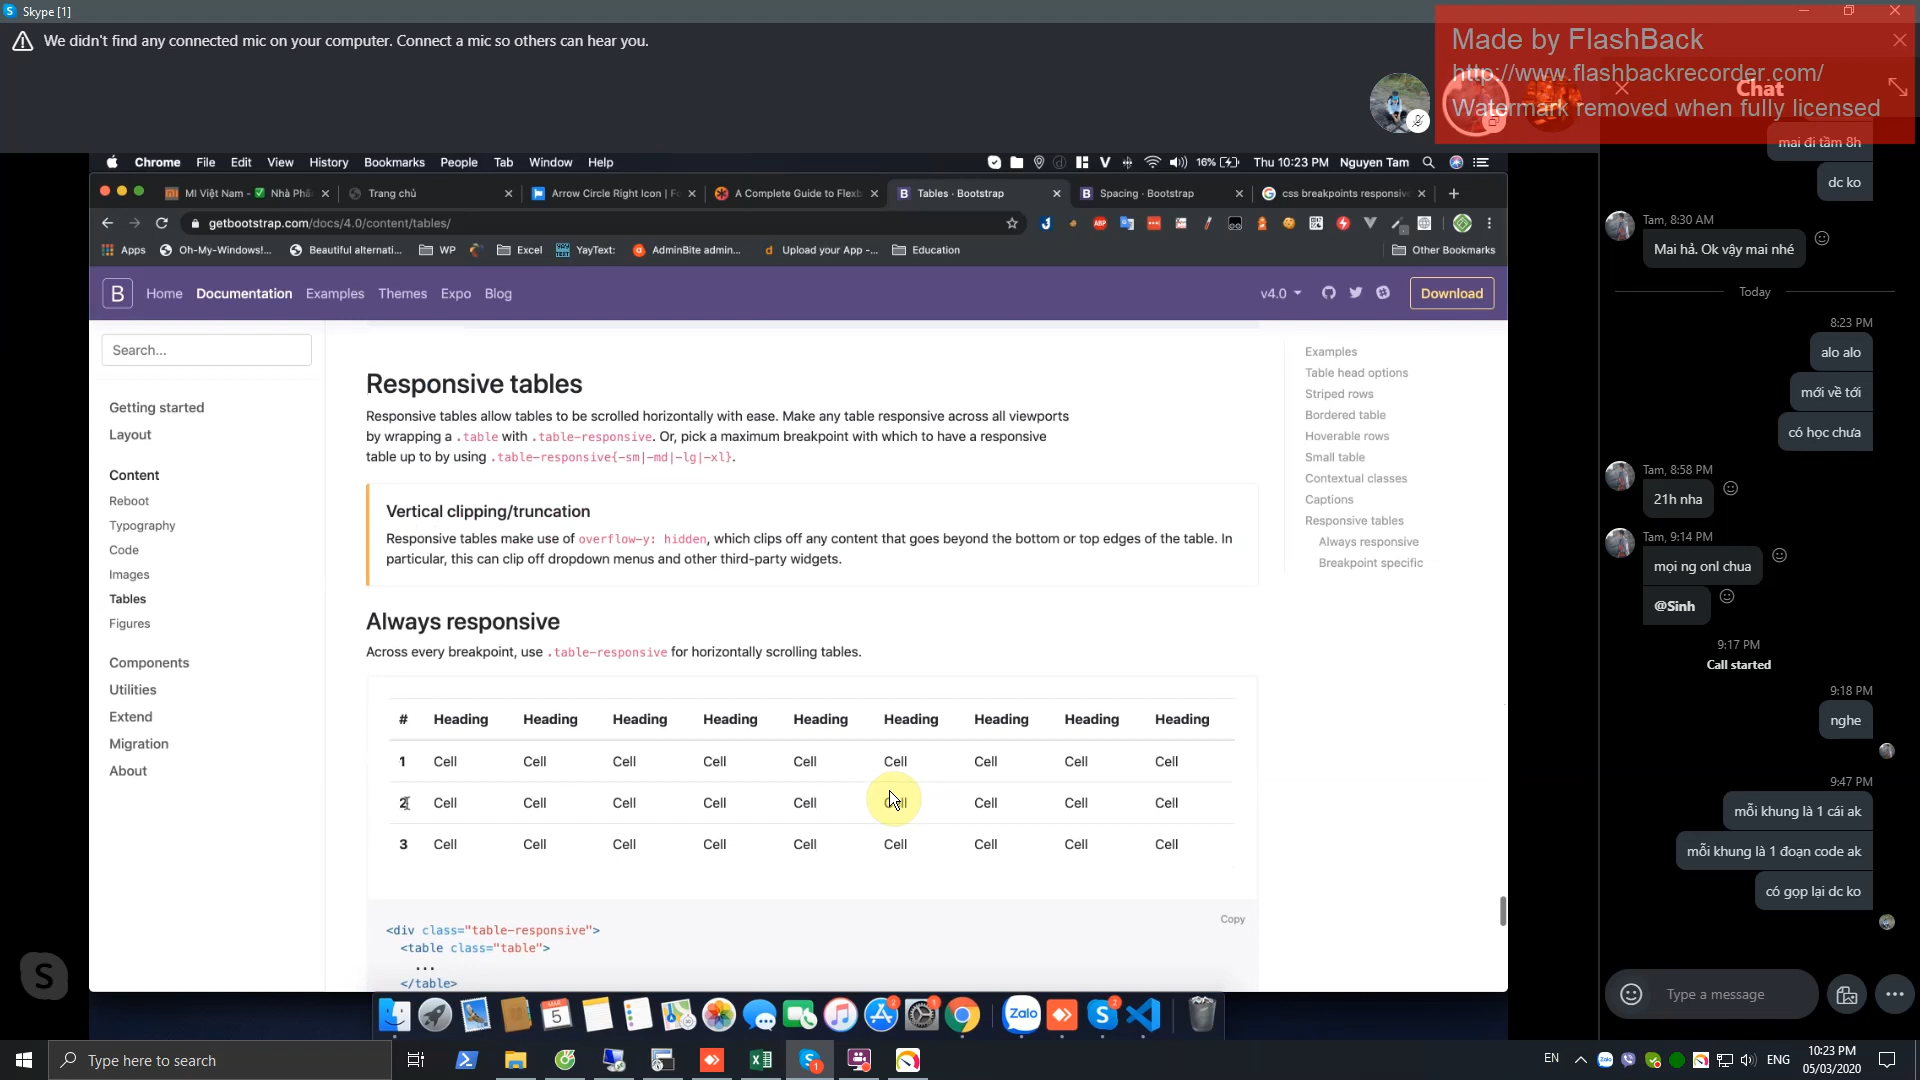 Skype [1]
We didn't find any connected mic on your computer. Connect a mic so others can hear you.
Made by FlashBack
http://www.flashbackrecorder.com/
Watermark removed when fully licensed
Chat
Chrome File Edit View History Bookmarks People Tab Window Help
16% Thu 10:23 PM Nguyen Tam
MI Việt Nam - Nhà Phâ
Trang chủ
Arrow Circle Right Icon | Fo
A Complete Guide to Flexb
Tables · Bootstrap
Spacing · Bootstrap
css breakpoints responsive
getbootstrap.com/docs/4.0/content/tables/
Apps
Oh-My-Windows!...
Beautiful alternati...
WP
Excel
YayText:
AdminBite admin...
Upload your App -...
Education
Other Bookmarks
B Home Documentation Examples Themes Expo Blog
v4.0
Download
Search...
Getting started
Layout
Content
Reboot
Typography
Code
Images
Tables
Figures
Components
Utilities
Extend
Migration
About
Responsive tables
Responsive tables allow tables to be scrolled horizontally with ease. Make any table responsive across all viewports
by wrapping a .table with .table-responsive. Or, pick a maximum breakpoint with which to have a responsive
table up to by using .table-responsive{-sm|-md|-lg|-xl}.
Vertical clipping/truncation
Responsive tables make use of overflow-y: hidden, which clips off any content that goes beyond the bottom or top edges of the table. In
particular, this can clip off dropdown menus and other third-party widgets.
Always responsive
Across every breakpoint, use .table-responsive for horizontally scrolling tables.
# Heading Heading Heading Heading Heading Heading Heading Heading Heading
1 Cell Cell Cell Cell Cell Cell Cell Cell Cell
2 Cell Cell Cell Cell Cell Cell Cell Cell Cell
3 Cell Cell Cell Cell Cell Cell Cell Cell Cell
Copy
<div class="table-responsive">
<table class="table">
...
</table>
Examples
Table head options
Striped rows
Bordered table
Hoverable rows
Small table
Contextual classes
Captions
Responsive tables
Always responsive
Breakpoint specific
mai đi tầm 8h
dc ko
Tam, 8:30 AM
Mai hả. Ok vậy mai nhé
Today
8:23 PM
alo alo
mới về tới
có học chưa
Tam, 8:58 PM
21h nha
Tam, 9:14 PM
mọi ng onl chua
@Sinh
9:17 PM
Call started
9:18 PM
nghe
9:47 PM
mỗi khung là 1 cái ak
mỗi khung là 1 đoạn code ak
có gọp lại dc ko
Type a message
MAR
5
Zalo
Type here to search
EN
ENG
10:23 PM
05/03/2020